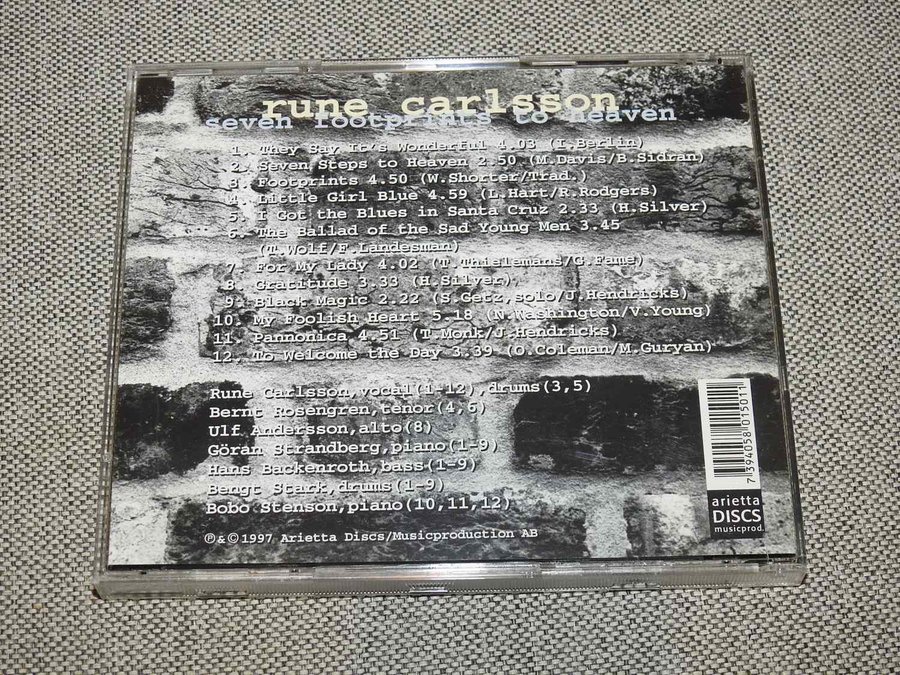 rune carlsson
seven footprints to heaven
1. They Say It's Wonderful 4.03 (I.Berlin)
2. Seven Steps to Heaven 2.50 (M.Davis/B.Sidran)
3. Footprints 4.50 (W.Shorter/Trad.)
4. Little Girl Blue 4.59 (L.Hart/R.Rodgers)
5. I Got the Blues in Santa Cruz 2.33 (H.Silver)
6. The Ballad of the Sad Young Men 3.45
(T.Wolf/F.Landesman)
7. For My Lady 4.02 (T.Thielemans/G.Fame)
8. Gratitude 3.33 (H.Silver)
9. Black Magic 2.22 (S.Getz,solo/J.Hendricks)
10. My Foolish Heart 5-18 (N.Washington/V.Young)
11. Pannonica 4.51 (T.Monk/J.Hendricks)
12. To Welcome the Day 3.39 (O.Coleman/M.Guryan)
Rune Carlsson,vocal(1-12),drums(3,5)
Bernt Rosengren,tenor(4,6)
Ulf Andersson,alto(8)
Göran Strandberg,piano(1-9)
Hans Backenroth,bass(1-9)
Bengt Stark,drums(1-9)
Bobo Stenson,piano(10,11,12)
℗&©1997 Arietta Discs/Musicproduction AB
7 394058 015011
arietta
DISCS
musicprod.